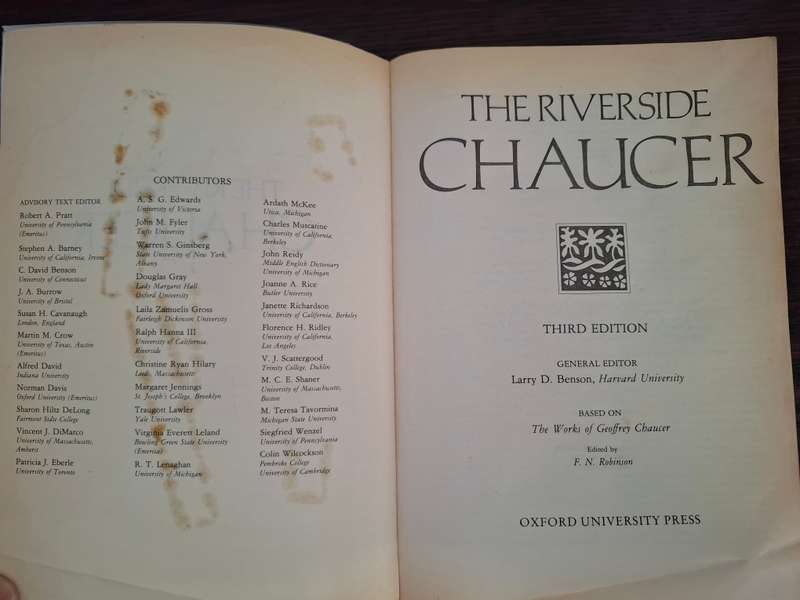 CONTRIBUTORS
ADVISORY TEXT EDITOR
Robert A. Pratt
University of Pennsylvania
(Emeritus)
Stephen A. Barney
University of California, Irvine
C. David Benson
University of Connecticut
J. A. Burrow
University of Bristol
Susan H. Cavanaugh
London, England
Martin M. Crow
University of Texas, Austin
(Emeritus)
Alfred David
Indiana University
Norman Davis
Oxford University (Emeritus)
Sharon Hiltz DeLong
Fairmont State College
Vincent J. DiMarco
University of Massachusetts,
Amherst
Patricia J. Eberle
University of Toronto
A. S. G. Edwards
University of Victoria
John M. Fyler
Tufts University
Warren S. Ginsberg
State University of New York,
Albany
Douglas Gray
Lady Margaret Hall
Oxford University
Laila Zamuelis Gross
Fairleigh Dickinson University
Ralph Hanna III
University of California
Riverside
Christine Ryan Hilary
Leeds, Massachusetts
Margaret Jennings
St. Joseph's College, Brooklyn
Traugott Lawler
Yale University
Virginia Everett Leland
Bowling Green State University
(Emerita)
R. T. Lenaghan
University of Michigan
Ardath McKee
Utica, Michigan
Charles Muscatine
University of California,
Berkeley
John Reidy
Middle English Dictionary
University of Michigan
Joanne A. Rice
Butler University
Janette Richardson
University of California, Berkeley
Florence H. Ridley
University of California,
Los Angeles
V. J. Scattergood
Trinity College, Dublin
M. C. E. Shaner
University of Massachusetts,
Boston
M. Teresa Tavormina
Michigan State University
Siegfried Wenzel
University of Pennsylvania
Colin Wilcockson
Pembroke College
University of Cambridge
THE RIVERSIDE
CHAUCER
THIRD EDITION
GENERAL EDITOR
Larry D. Benson, Harvard University
BASED ON
The Works of Geoffrey Chaucer
Edited by
F. N. Robinson
OXFORD UNIVERSITY PRESS